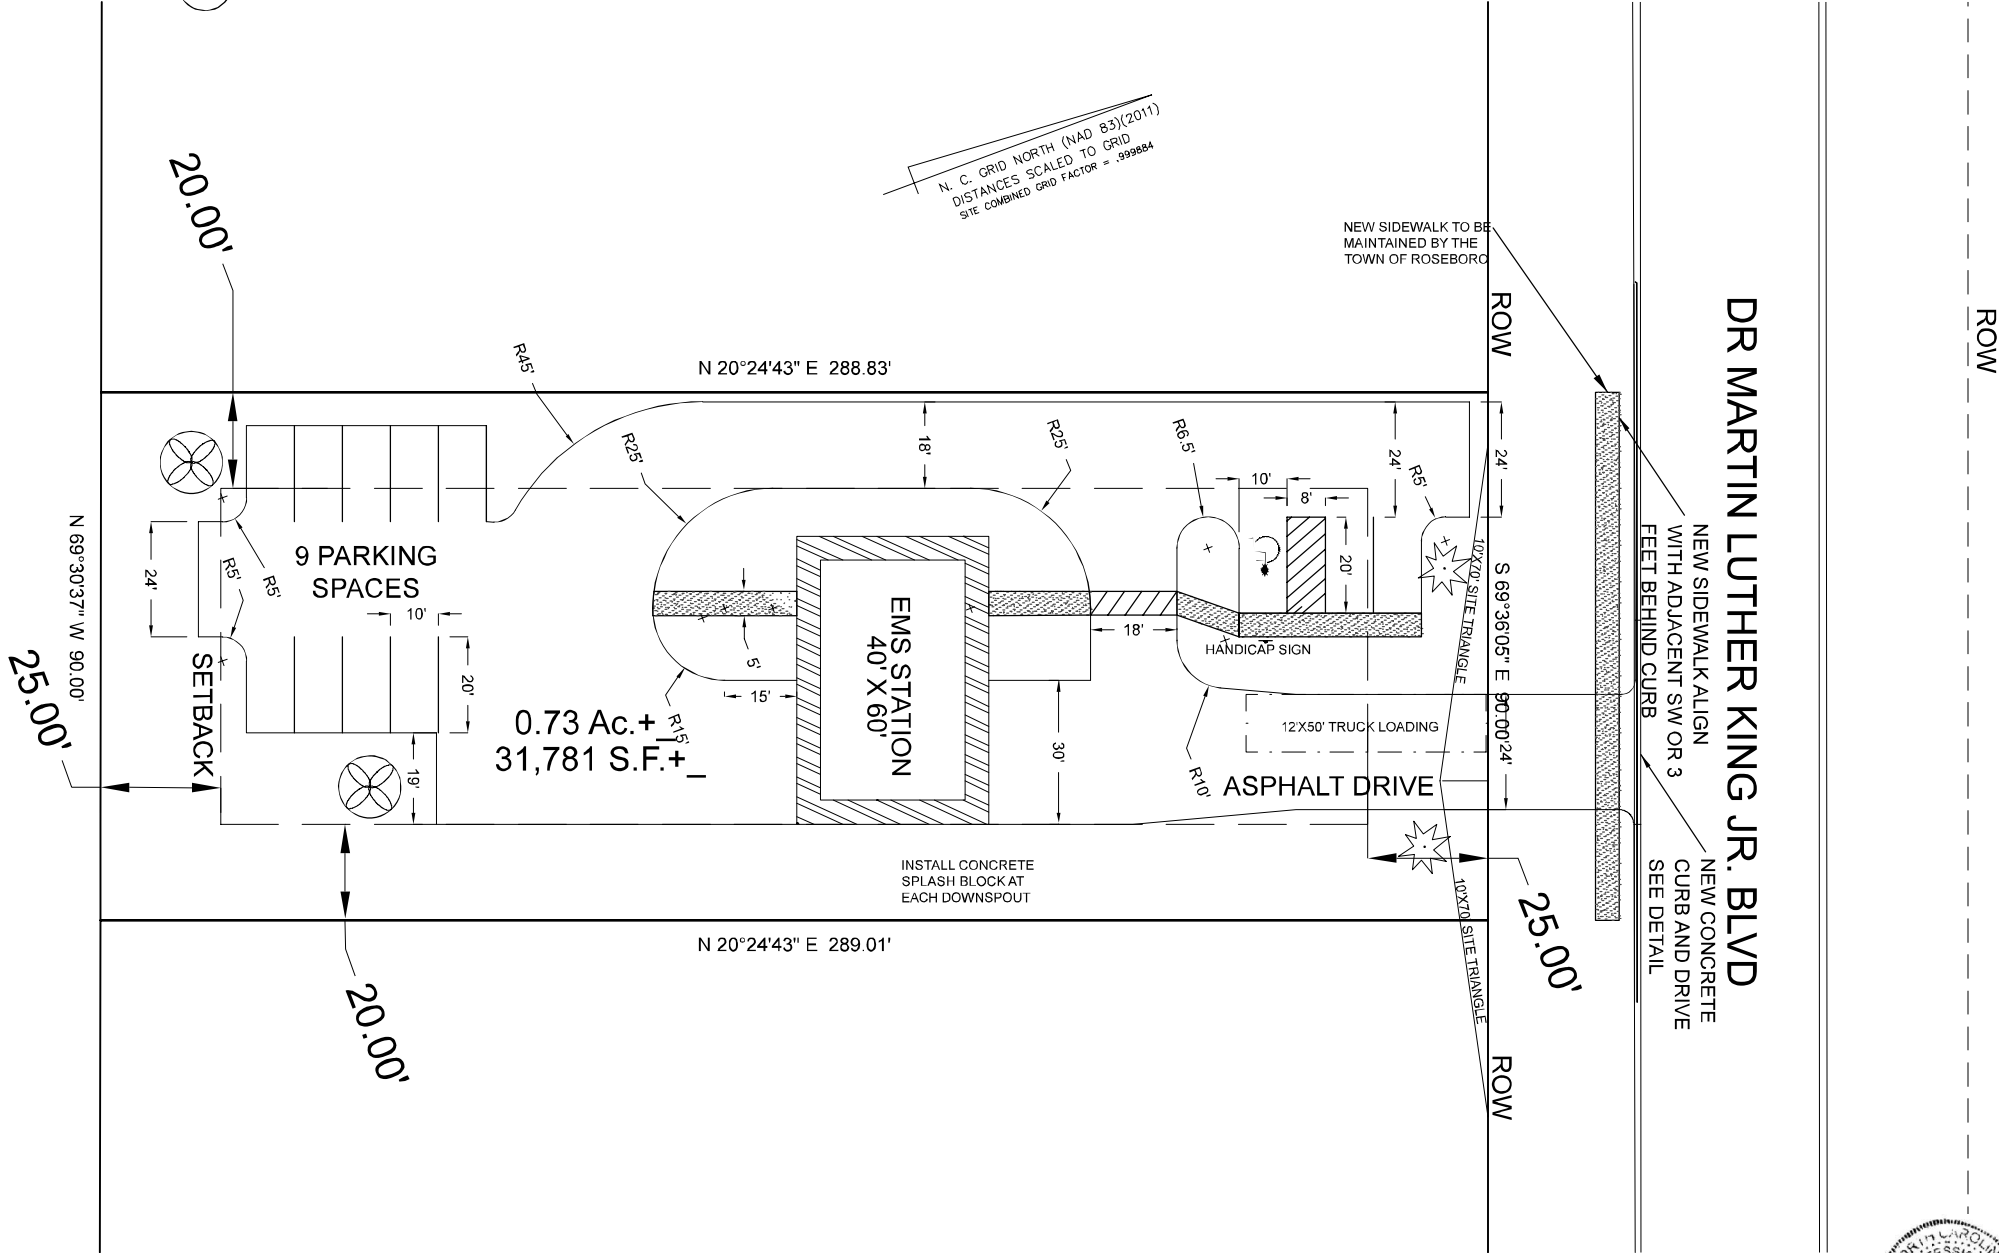 N. C. GRID NORTH (NAD 83)(2011)
DISTANCES SCALED TO GRID
SITE COMBINED GRID FACTOR = .999884
20.00'
NEW SIDEWALK TO BE
MAINTAINED BY THE
TOWN OF ROSEBORO
ROW
ROW
DR MARTIN LUTHER KING JR. BLVD
N 20°24'43" E 288.83'
R45'
R25'
18'
R25'
R6.5'
24'
R5'
24'
10'
8'
20'
NEW SIDEWALK ALIGN
WITH ADJACENT SW OR 3
FEET BEHIND CURB
10'X70' SITE TRIANGLE
S 69°36'05" E 90.00'
N 69°30'37" W 90.00'
24'
R5'
R5'
9 PARKING
SPACES
10'
20'
5'
15'
R15'
EMS STATION
40' X 60'
18'
HANDICAP SIGN
25.00'
SETBACK
19'
0.73 Ac.+_
31,781 S.F.+_
30'
R10'
12'X50' TRUCK LOADING
24'
ASPHALT DRIVE
NEW CONCRETE
CURB AND DRIVE
SEE DETAIL
INSTALL CONCRETE
SPLASH BLOCK AT
EACH DOWNSPOUT
10'X70' SITE TRIANGLE
25.00'
N 20°24'43" E 289.01'
20.00'
ROW